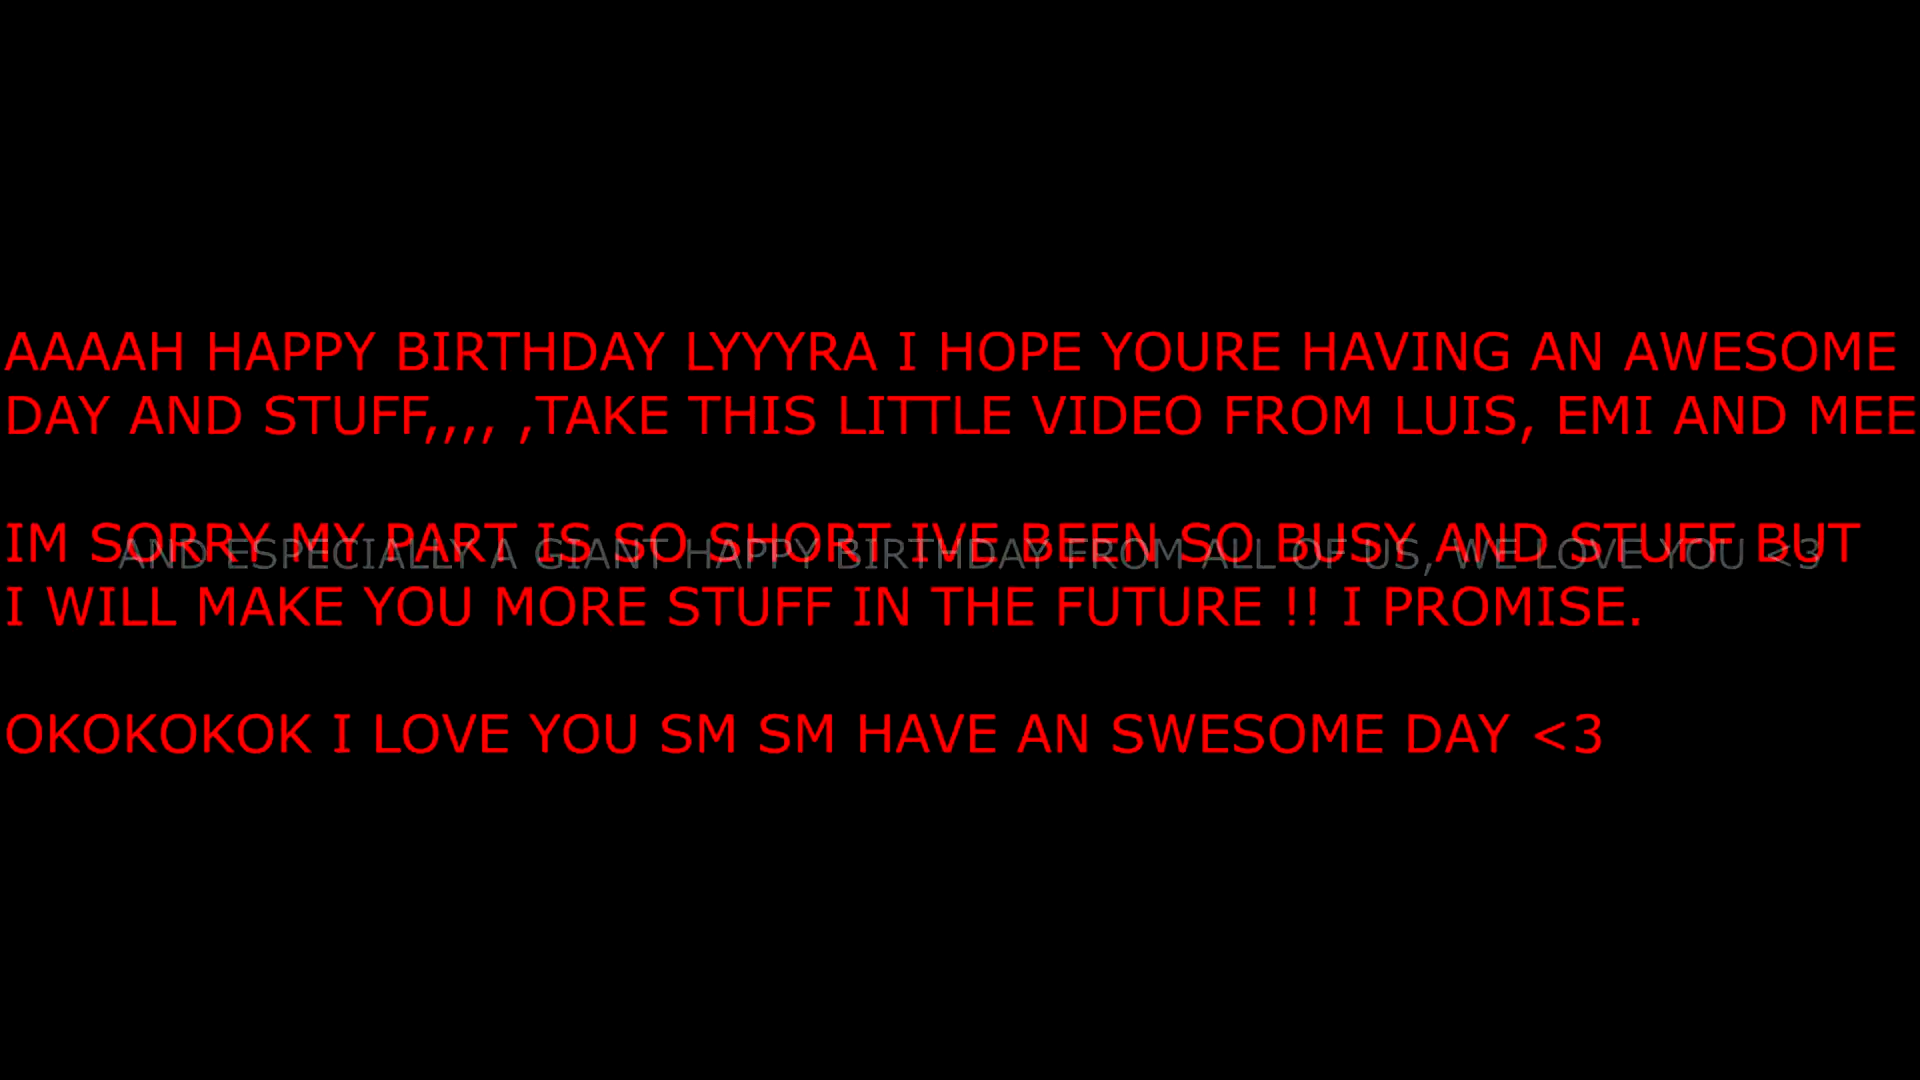 AAAAH HAPPY BIRTHDAY LYYYRA I HOPE YOURE HAVING AN AWESOME
DAY AND STUFF,,,, ,TAKE THIS LITTLE VIDEO FROM LUIS, EMI AND MEE
IM SORRY MY PART IS SO SHORT IVE BEEN SO BUSY AND STUFF BUT
AND ESPECIALLY A GIANT HAPPY BIRTHDAY FROM ALL OF US, WE LOVE YOU <3
I WILL MAKE YOU MORE STUFF IN THE FUTURE !! I PROMISE.
OKOKOKOK I LOVE YOU SM SM HAVE AN SWESOME DAY <3